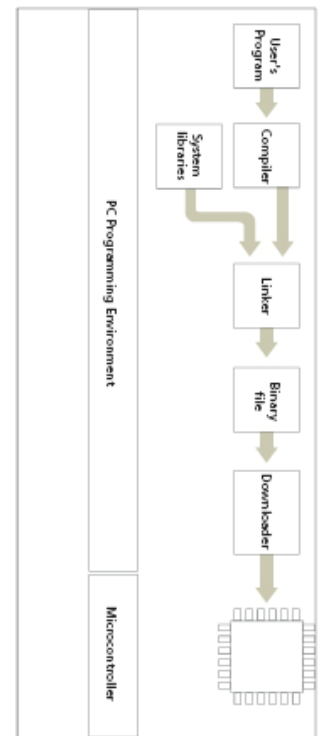 User's
Program
Compiler
System
libraries
Linker
Binary
file
Downloader
PC Programming Environment
Microcontroller